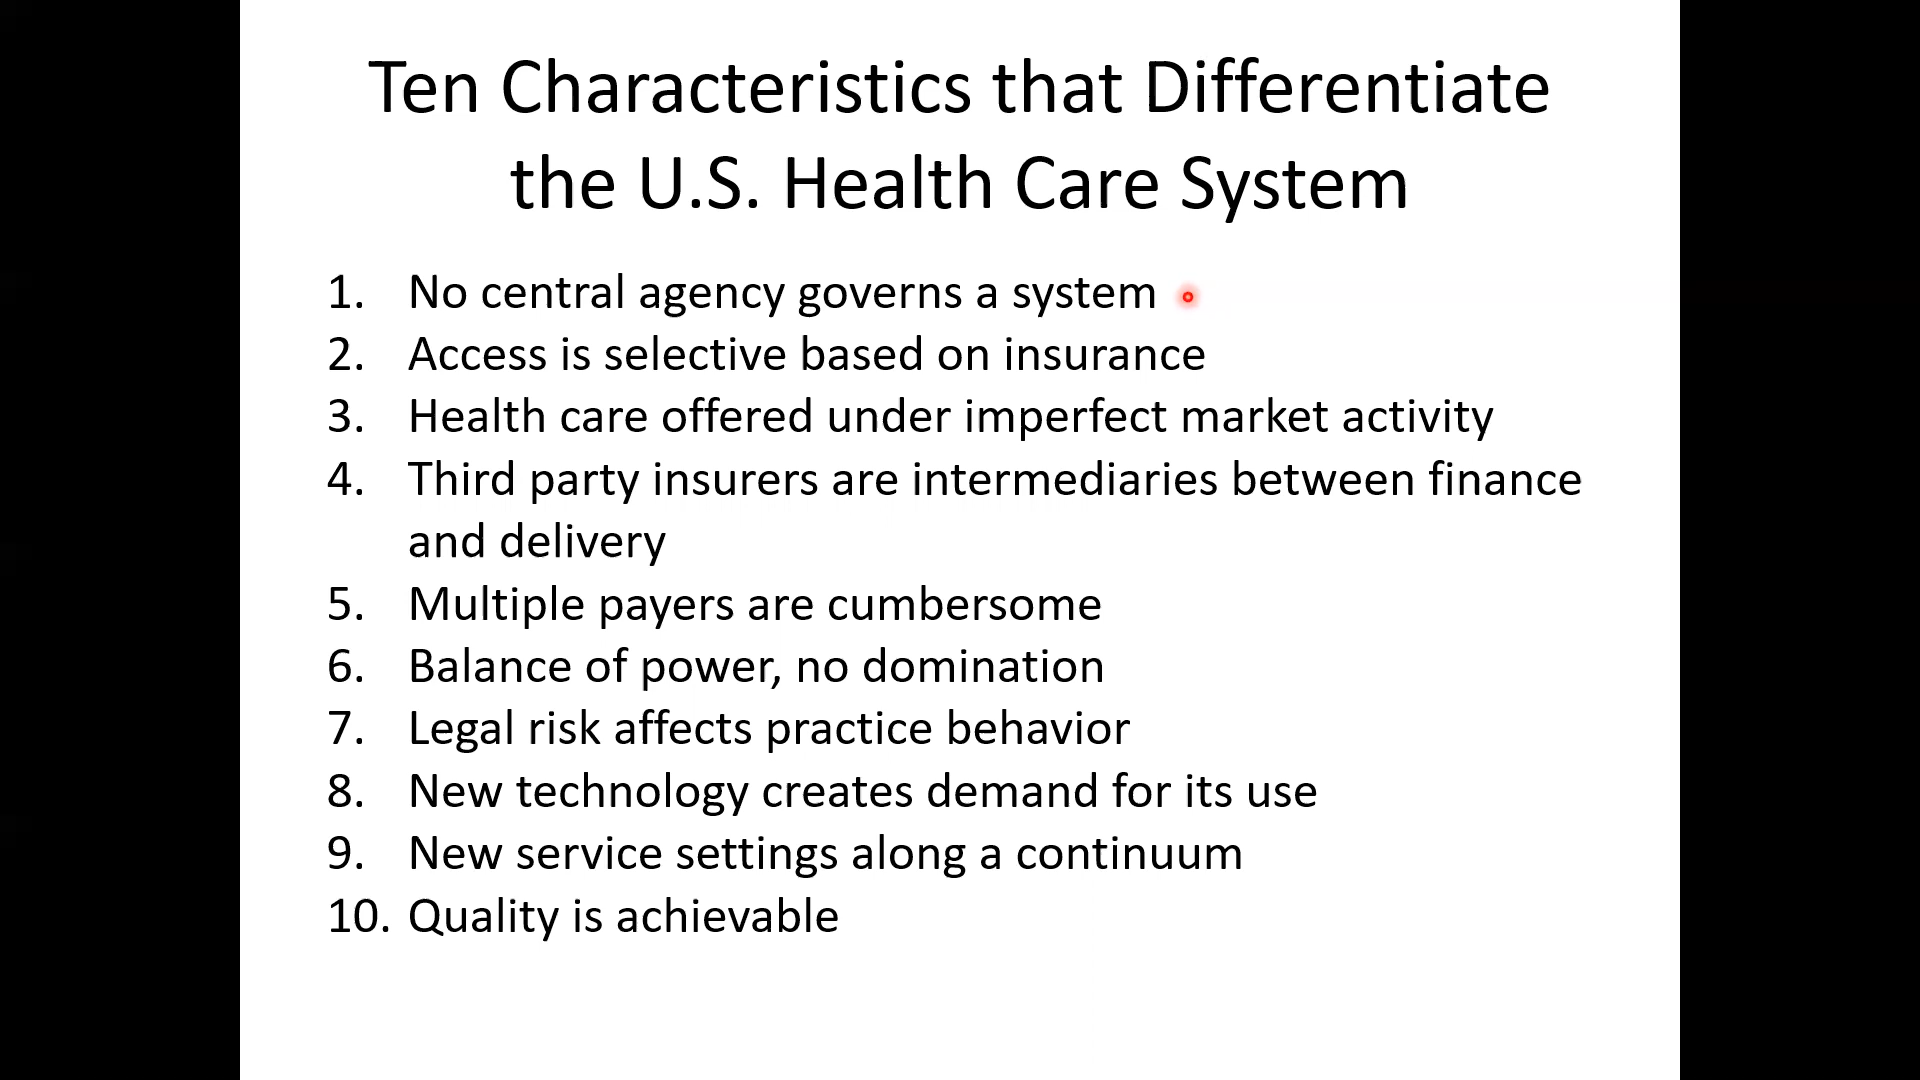 Ten Characteristics that Differentiate
the U.S. Health Care System
1. No central agency governs a system
2. Access is selective based on insurance
3. Health care offered under imperfect market activity
4. Third party insurers are intermediaries between finance
and delivery
5. Multiple payers are cumbersome
6. Balance of power, no domination
7. Legal risk affects practice behavior
8. New technology creates demand for its use
9. New service settings along a continuum
10. Quality is achievable